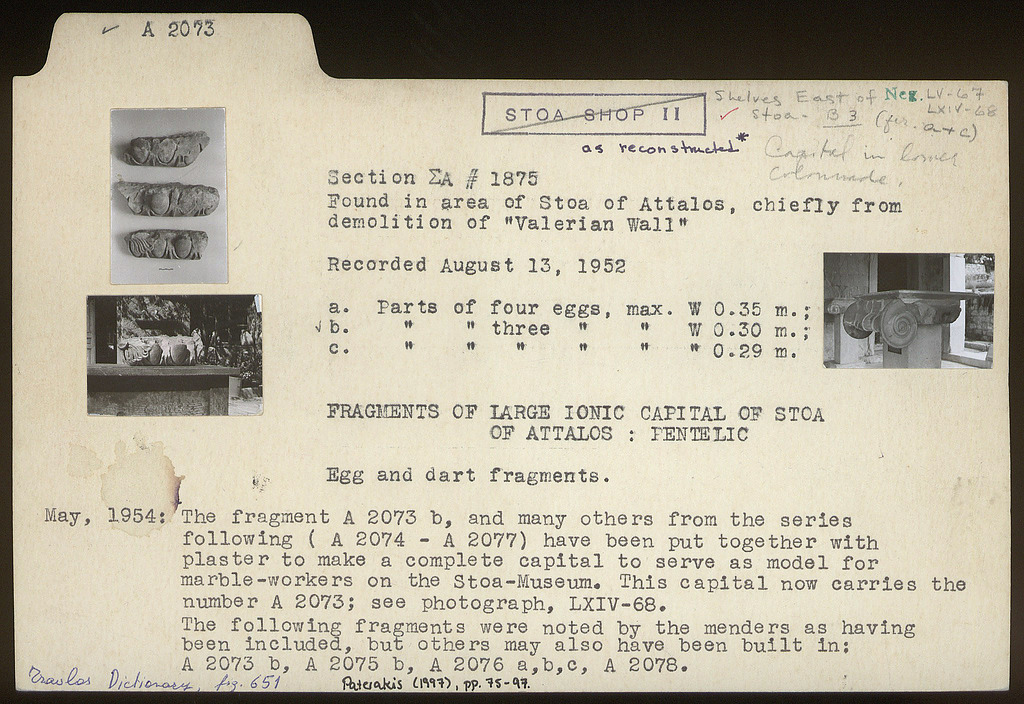 ✓ A 2073
STOA SHOP II
as reconstructed*
Shelves East of
✓ Stoa - B 3 (for a + c)
Neg. LV-67
LXIV-68
Capital in lower
colonnade.
Section ΣA # 1875
Found in area of Stoa of Attalos, chiefly from
demolition of "Valerian Wall"
Recorded August 13, 1952
a. Parts of four eggs, max. W 0.35 m.;
✓b. " " three " " W 0.30 m.;
c. " " " " " " 0.29 m.
FRAGMENTS OF LARGE IONIC CAPITAL OF STOA
OF ATTALOS : PENTELIC
Egg and dart fragments.
May, 1954: The fragment A 2073 b, and many others from the series
following ( A 2074 - A 2077) have been put together with
plaster to make a complete capital to serve as model for
marble-workers on the Stoa-Museum. This capital now carries the
number A 2073; see photograph, LXIV-68.
The following fragments were noted by the menders as having
been included, but others may also have been built in:
A 2073 b, A 2075 b, A 2076 a,b,c, A 2078.
Travlos Dictionary, fig. 651
Paterakis (1997), pp. 75-97.